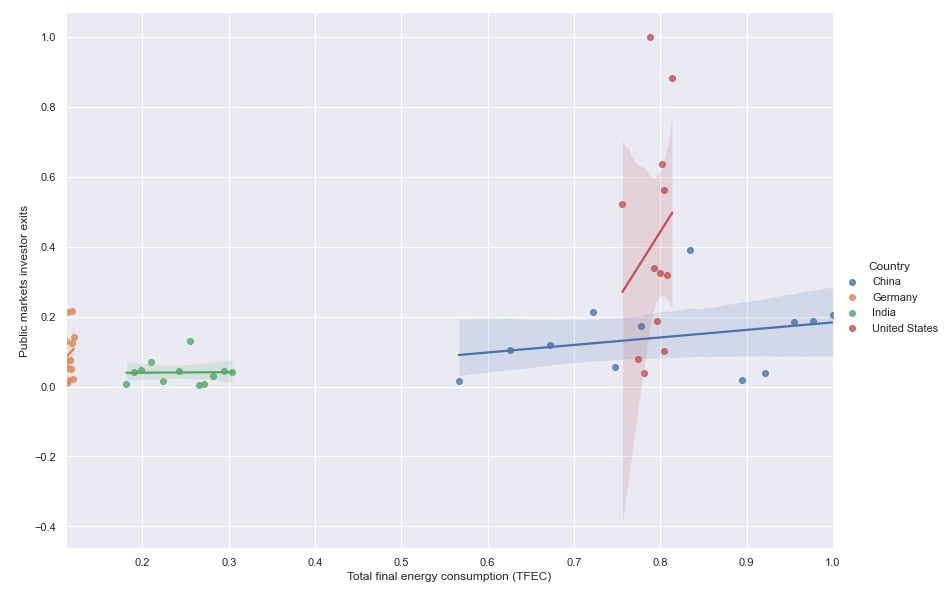 1.0
0.8
0.6
0.4
0.2
0.0
−0.2
−0.4
Public markets investor exits
0.2 0.3 0.4 0.5 0.6 0.7 0.8 0.9 1.0
Total final energy consumption (TFEC)
Country
China
Germany
India
United States